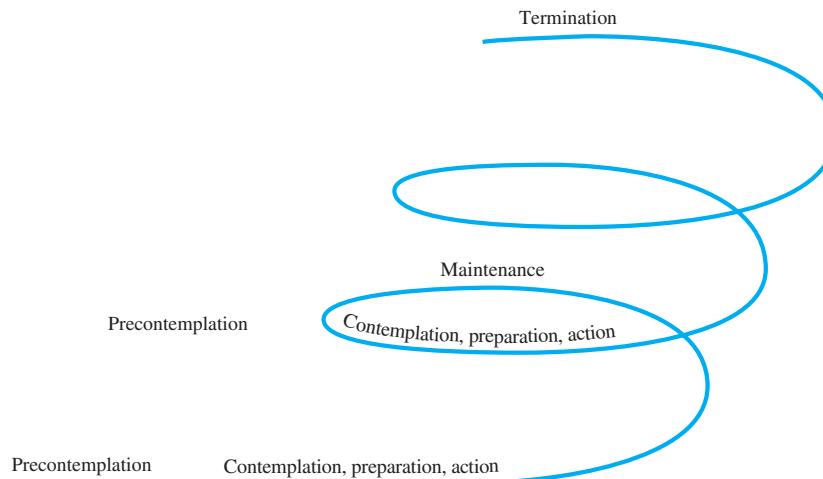 Termination
Maintenance
Precontemplation
Contemplation, preparation, action
Precontemplation
Contemplation, preparation, action